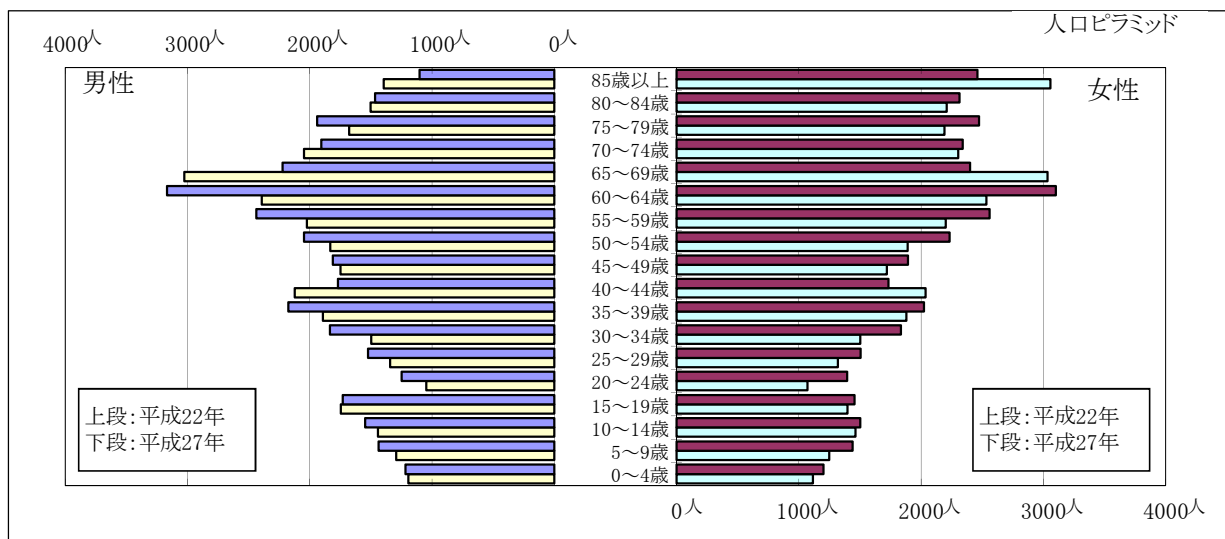 人口ピラミッド
4000人 3000人 2000人 1000人 0人
男性
女性
85歳以上
80～84歳
75～79歳
70～74歳
65～69歳
60～64歳
55～59歳
50～54歳
45～49歳
40～44歳
35～39歳
30～34歳
25～29歳
20～24歳
15～19歳
10～14歳
5～9歳
0～4歳
上段：平成22年
下段：平成27年
上段：平成22年
下段：平成27年
0人 1000人 2000人 3000人 4000人